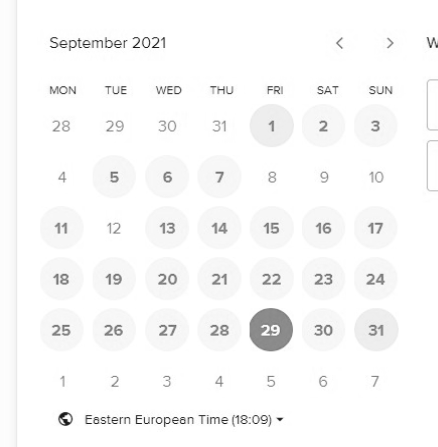 September 2021
W
MON TUE WED THU FRI SAT SUN
28 29 30 31 1 2 3
4 5 6 7 8 9 10
11 12 13 14 15 16 17
18 19 20 21 22 23 24
25 26 27 28 29 30 31
1 2 3 4 5 6 7
Eastern European Time (18:09)